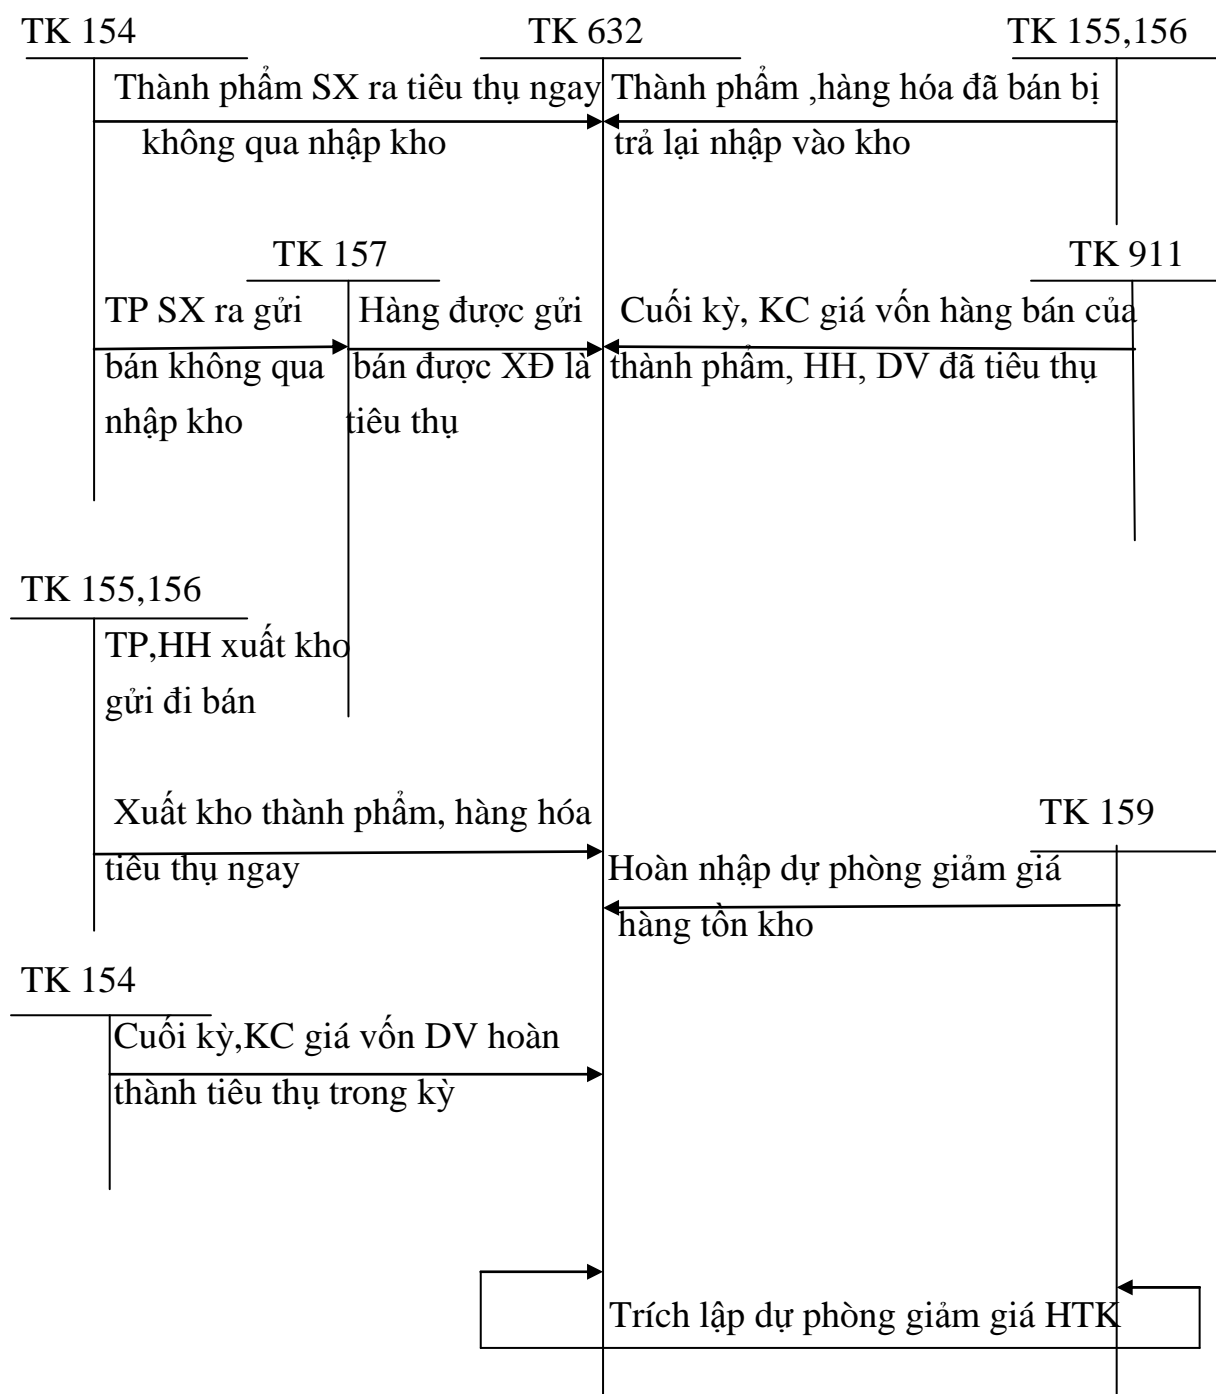 TK 154
TK 632
TK 155,156
Thành phẩm SX ra tiêu thụ ngay
không qua nhập kho
Thành phẩm ,hàng hóa đã bán bị
trả lại nhập vào kho
TK 157
TK 911
TP SX ra gửi
bán không qua
nhập kho
Hàng được gửi
bán được XĐ là
tiêu thụ
Cuối kỳ, KC giá vốn hàng bán của
thành phẩm, HH, DV đã tiêu thụ
TK 155,156
TP,HH xuất kho
gửi đi bán
Xuất kho thành phẩm, hàng hóa
tiêu thụ ngay
TK 159
Hoàn nhập dự phòng giảm giá
hàng tồn kho
TK 154
Cuối kỳ,KC giá vốn DV hoàn
thành tiêu thụ trong kỳ
Trích lập dự phòng giảm giá HTK